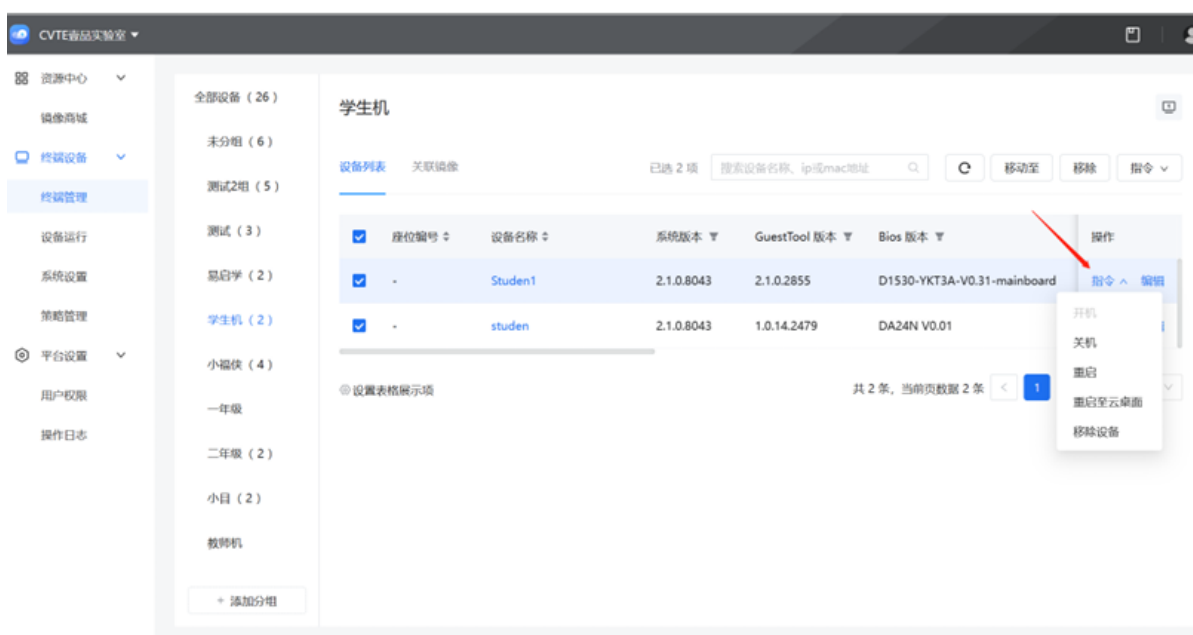 CVTE壹品实验室
资源中心
镜像商城
终端设备
终端管理
设备运行
系统设置
策略管理
平台设置
用户权限
操作日志
全部设备（26）
未分组（6）
测试2组（5）
测试（3）
易启学（2）
学生机（2）
小福侠（4）
一年级
二年级（2）
小目（2）
教师机
+ 添加分组
学生机
设备列表 关联镜像 已选 2 项 搜索设备名称、ip或mac地址 移动至 移除 指令
座位编号 设备名称 系统版本 GuestTool 版本 Bios 版本 操作
- Studen1 2.1.0.8043 2.1.0.2855 D1530-YKT3A-V0.31-mainboard 指令 编辑
- studen 2.1.0.8043 1.0.14.2479 DA24N V0.01
设置表格展示项 共 2 条，当前页数据 2 条 < 1
开机
关机
重启
重启至云桌面
移除设备